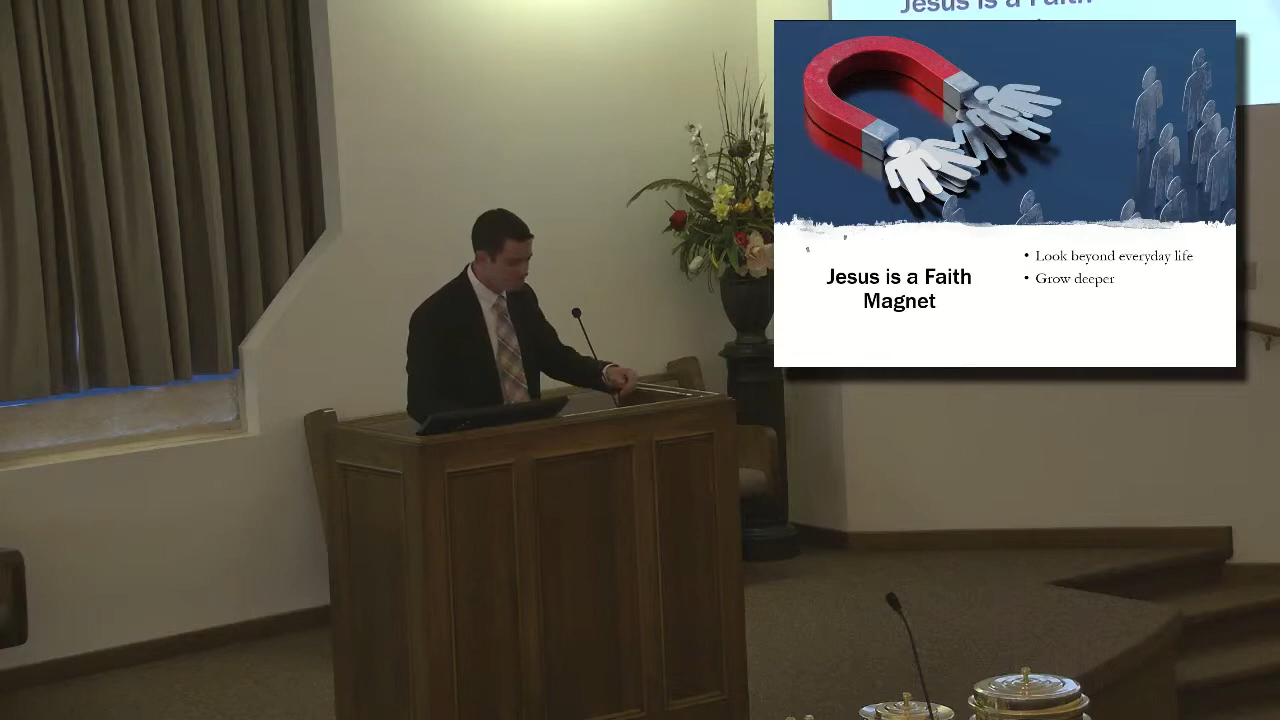 Jesus is a Faith
Jesus is a Faith
Magnet
• Look beyond everyday life
• Grow deeper